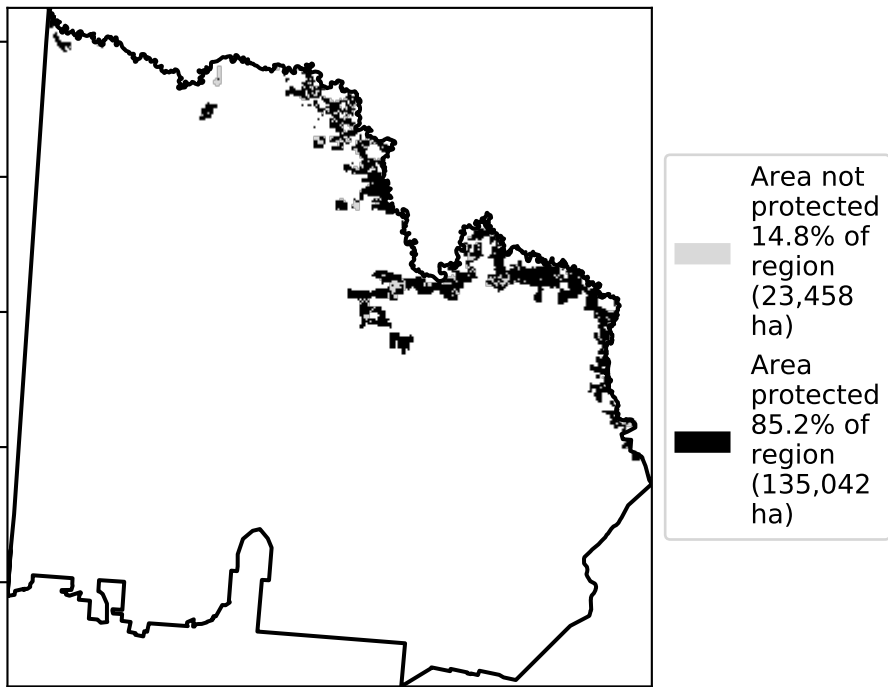 Area not
protected
14.8% of
region
(23,458
ha)
Area
protected
85.2% of
region
(135,042
ha)